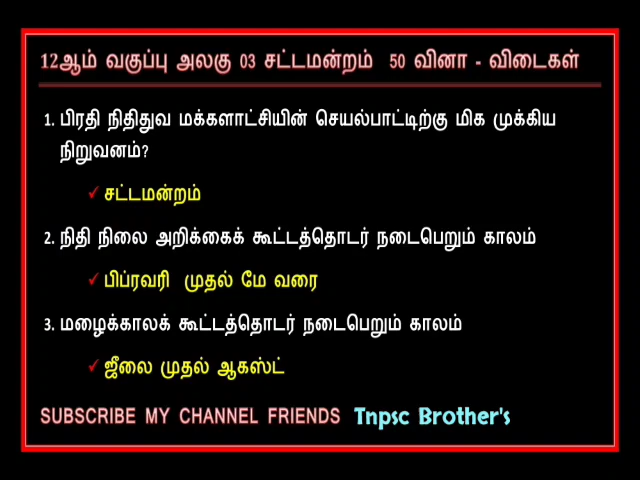 12ஆம் வகுப்பு அலகு 03 சட்டமன்றம் 50 வினா - விடைகள்
1. பிரதி நிதிதுவ மக்களாட்சியின் செயல்பாட்டிற்கு மிக முக்கிய
நிறுவனம்?
✓ சட்டமன்றம்
2. நிதி நிலை அறிக்கைக் கூட்டத்தொடர் நடைபெறும் காலம்
✓ பிப்ரவரி முதல் மே வரை
3. மழைக்காலக் கூட்டத்தொடர் நடைபெறும் காலம்
✓ ஜீலை முதல் ஆகஸ்ட்
SUBSCRIBE MY CHANNEL FRIENDS Tnpsc Brother's